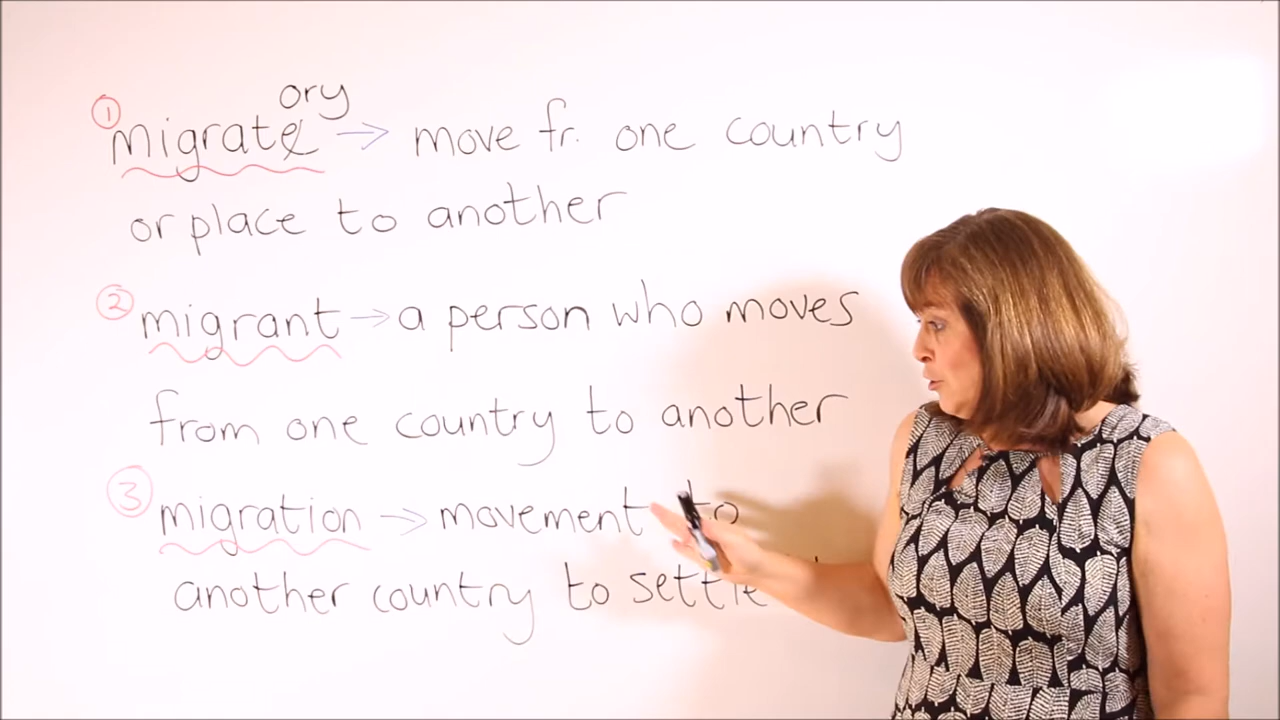 ory
① migrate → move fr. one country
or place to another
② migrant → a person who moves
from one country to another
③ migration → movement to
another country to settle